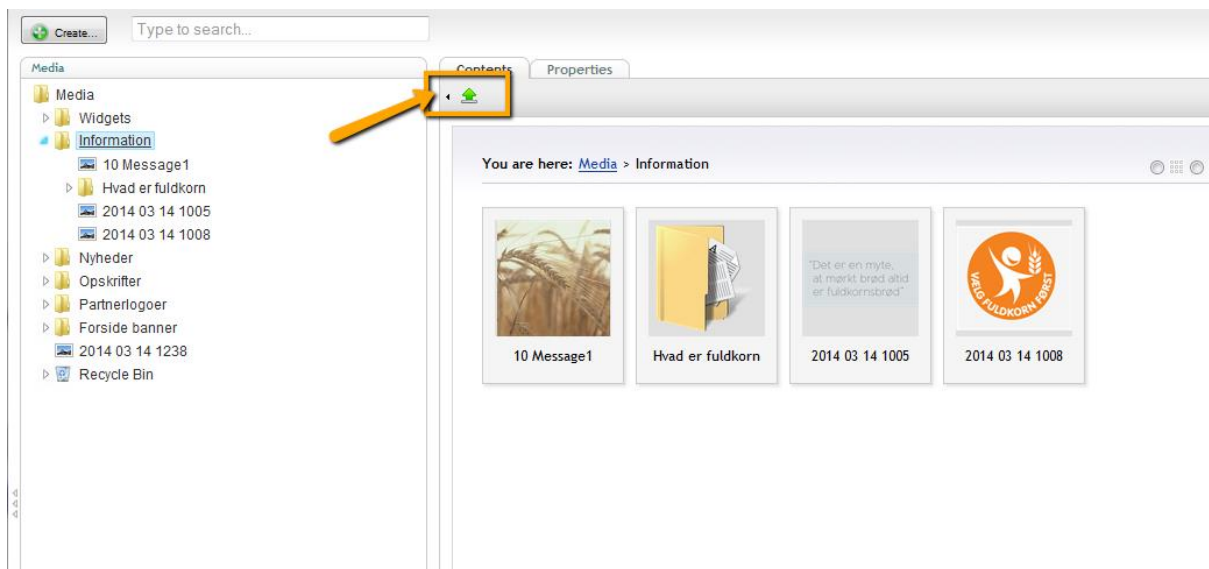 Create...
Type to search...
Media
Media
Widgets
Information
10 Message1
Hvad er fuldkorn
2014 03 14 1005
2014 03 14 1008
Nyheder
Opskrifter
Partnerlogoer
Forside banner
2014 03 14 1238
Recycle Bin
Contents
Properties
You are here: Media > Information
10 Message1
Hvad er fuldkorn
"Det er en myte,
at mørkt brød altid
er fuldkornsbrød"
2014 03 14 1005
VÆLG FULDKORN FØRST
2014 03 14 1008